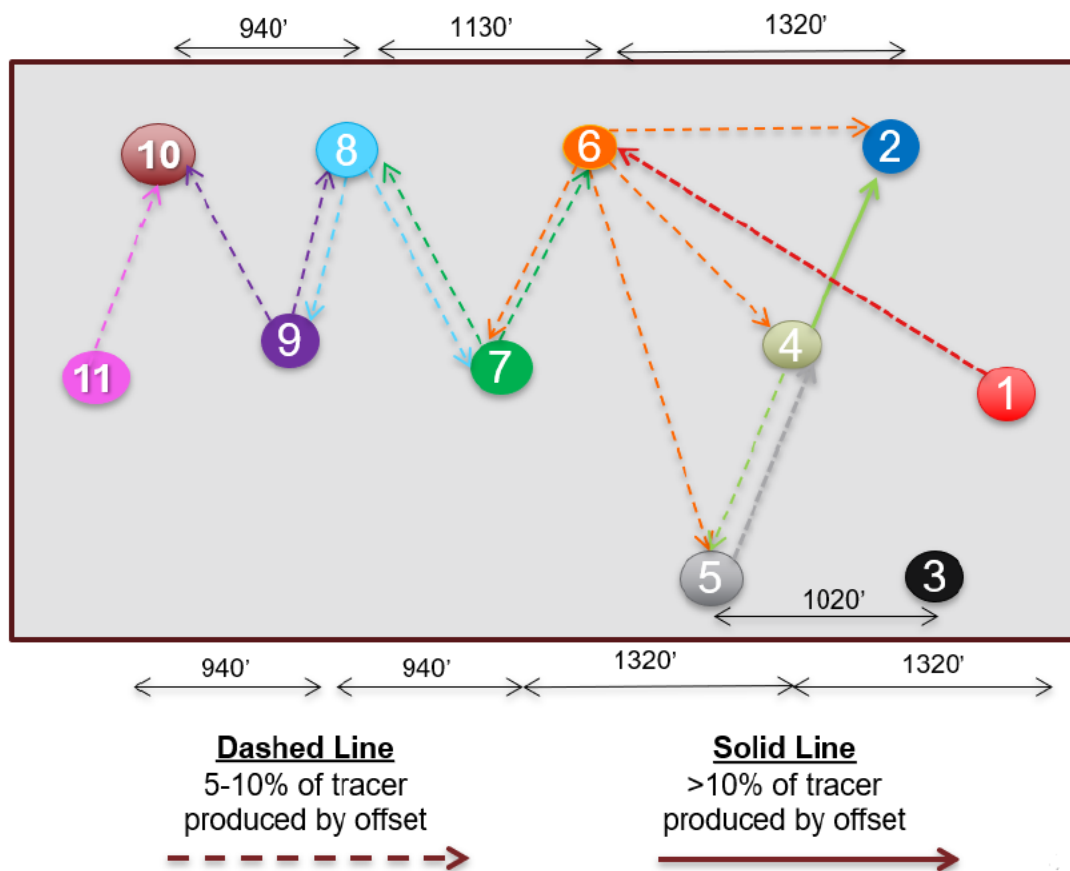 940’ 1130’ 1320’
10 8 6 2
9 7 4 1
11
5 3
1020’
940’ 940’ 1320’ 1320’
Dashed Line
5-10% of tracer
produced by offset
Solid Line
>10% of tracer
produced by offset